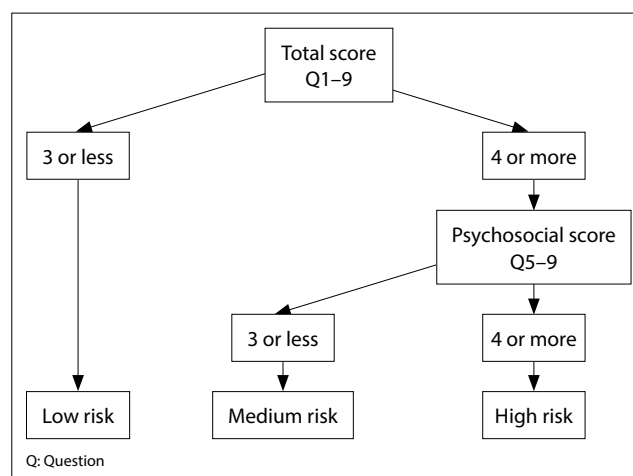 Total score
Q1–9
3 or less
4 or more
Psychosocial score
Q5–9
3 or less
4 or more
Low risk
Medium risk
High risk
Q: Question